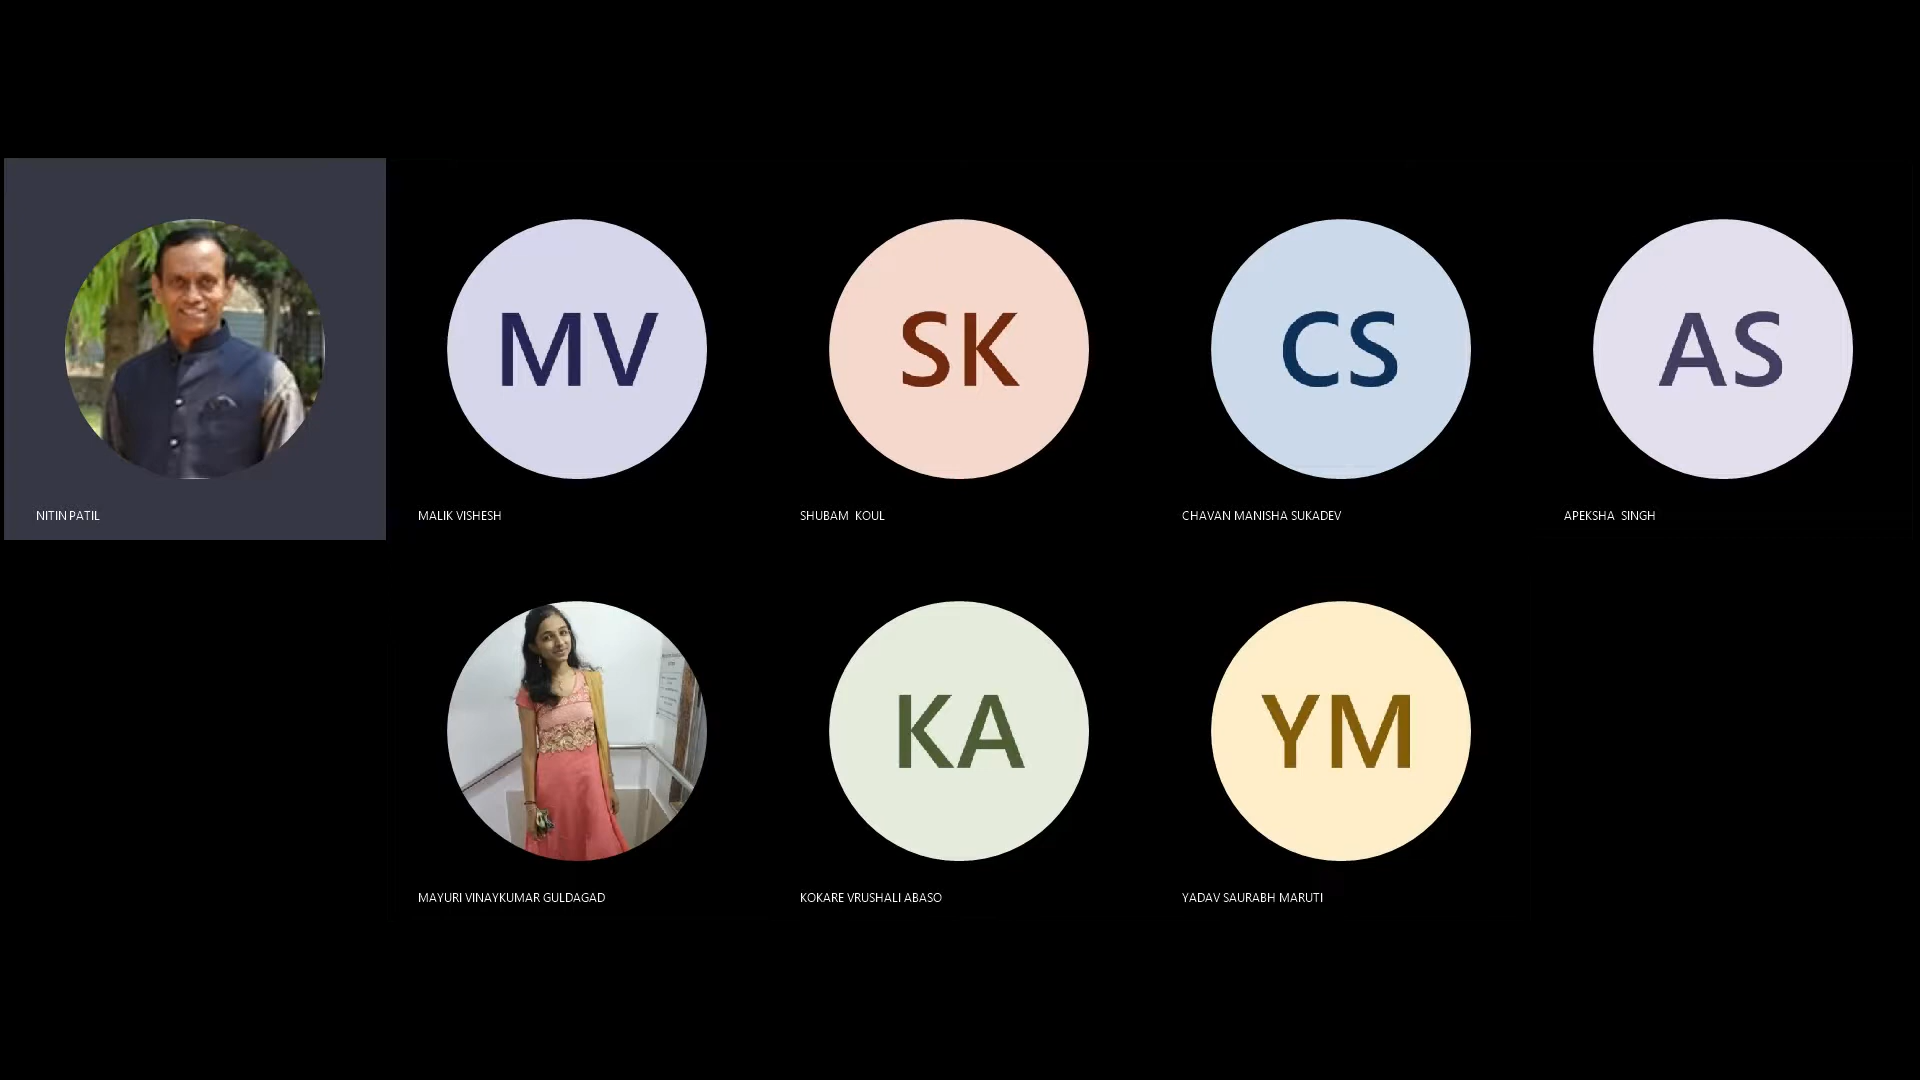 MV
SK
CS
AS
NITIN PATIL
MALIK VISHESH
SHUBAM  KOUL
CHAVAN MANISHA SUKADEV
APEKSHA  SINGH
KA
YM
MAYURI VINAYKUMAR GULDAGAD
KOKARE VRUSHALI ABASO
YADAV SAURABH MARUTI